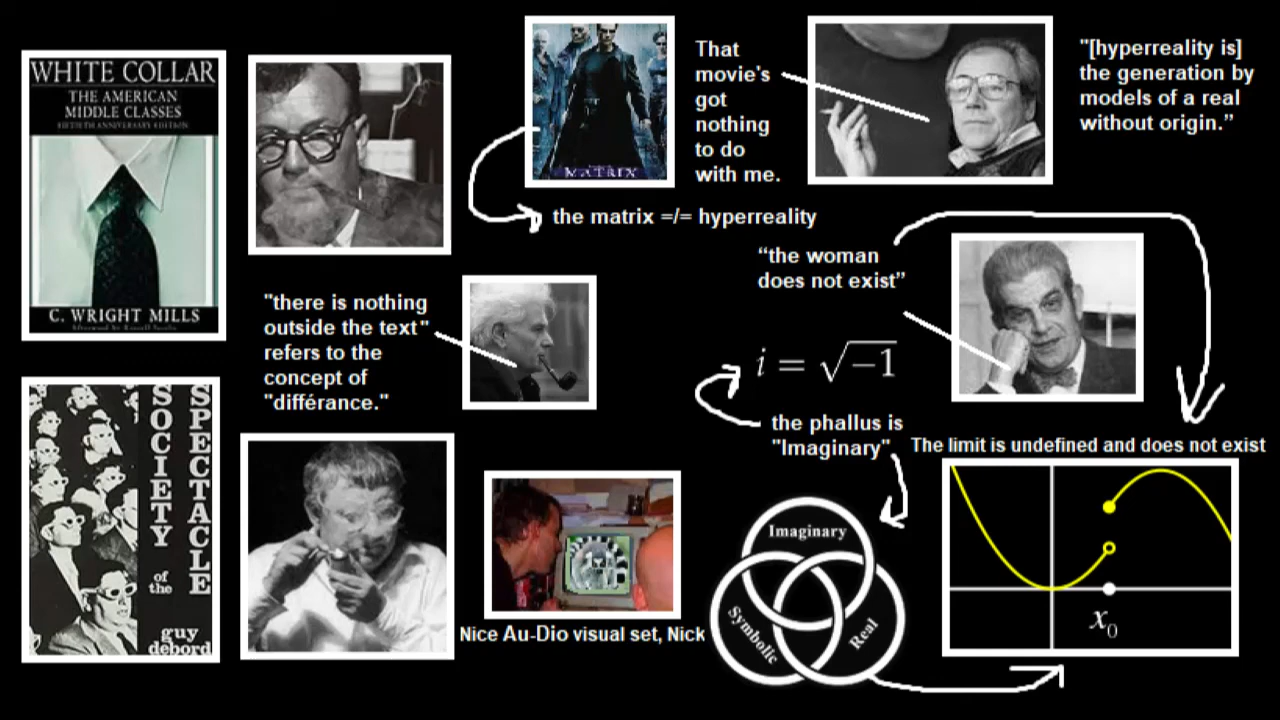 WHITE COLLAR
THE AMERICAN
MIDDLE CLASSES
FIFTIETH ANNIVERSARY EDITION
C. WRIGHT MILLS
MATRIX
That
movie's
got
nothing
to do
with me.
"[hyperreality is]
the generation by
models of a real
without origin.”
the matrix =/= hyperreality
“the woman
does not exist”
"there is nothing
outside the text"
refers to the
concept of
"différance."
i = √−1
the phallus is
"Imaginary"
The limit is undefined and does not exist
SOCIETY
of
the
SPECTACLE
guy
debord
Nice Au-Dio visual set, Nick
Imaginary
Symbolic
Real
x₀